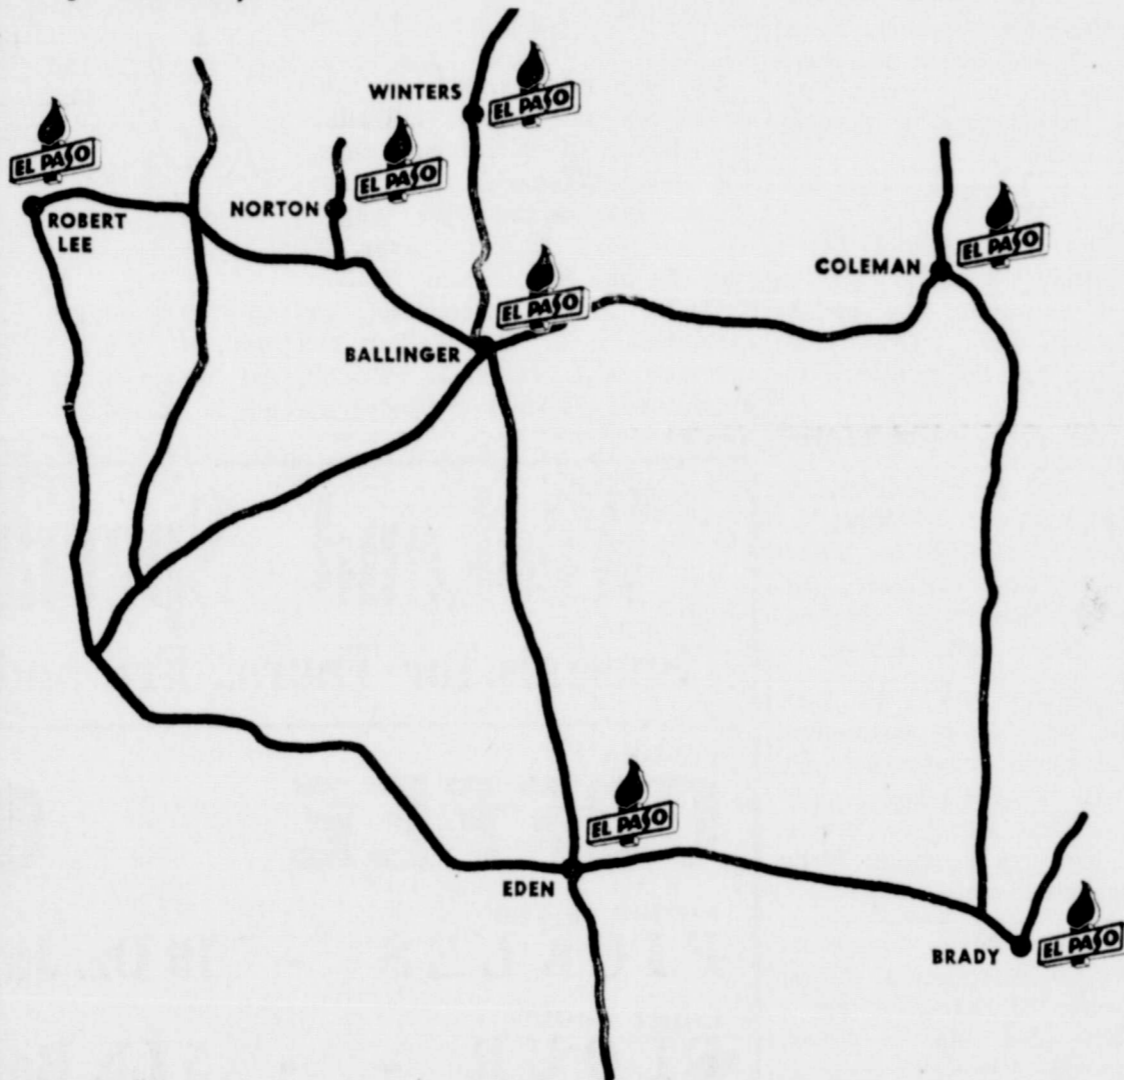 WINTERS
EL PASO
EL PASO
EL PASO
NORTON
ROBERT
LEE
EL PASO
COLEMAN
EL PASO
BALLINGER
EL PASO
EDEN
EL PASO
BRADY